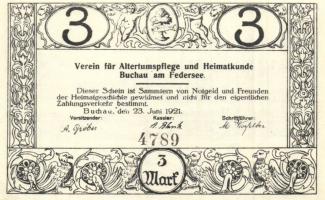 3 3
Verein für Altertumspflege und Heimatkunde
Buchau am Federsee.
Dieser Schein ist Sammlern von Notgeld und Freunden
der Heimatgeschichte gewidmet und nicht für den eigentlichen
Zahlungsverkehr bestimmt.
Buchau, den 23. Juni 1921.
Vorsitzender: Kassier: Schriftführer:
A. Gröber
4789
3
Mark